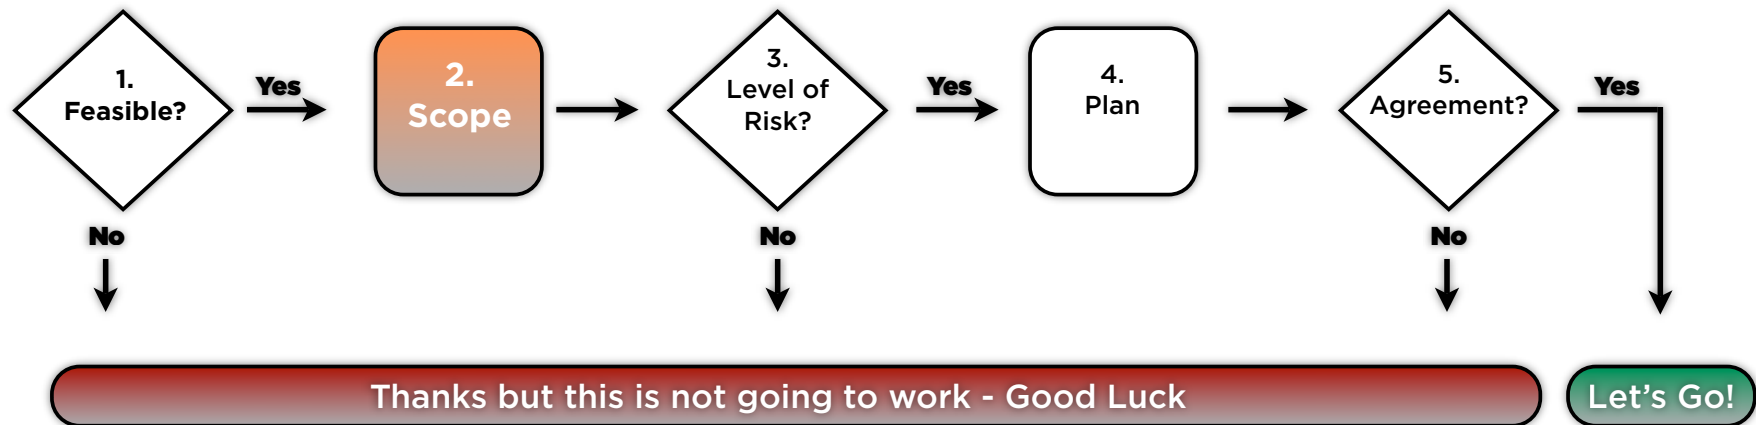 1.
Feasible?
Yes
2.
Scope
3.
Level of
Risk?
Yes
4.
Plan
5.
Agreement?
Yes
No
No
No
Thanks but this is not going to work - Good Luck
Let's Go!